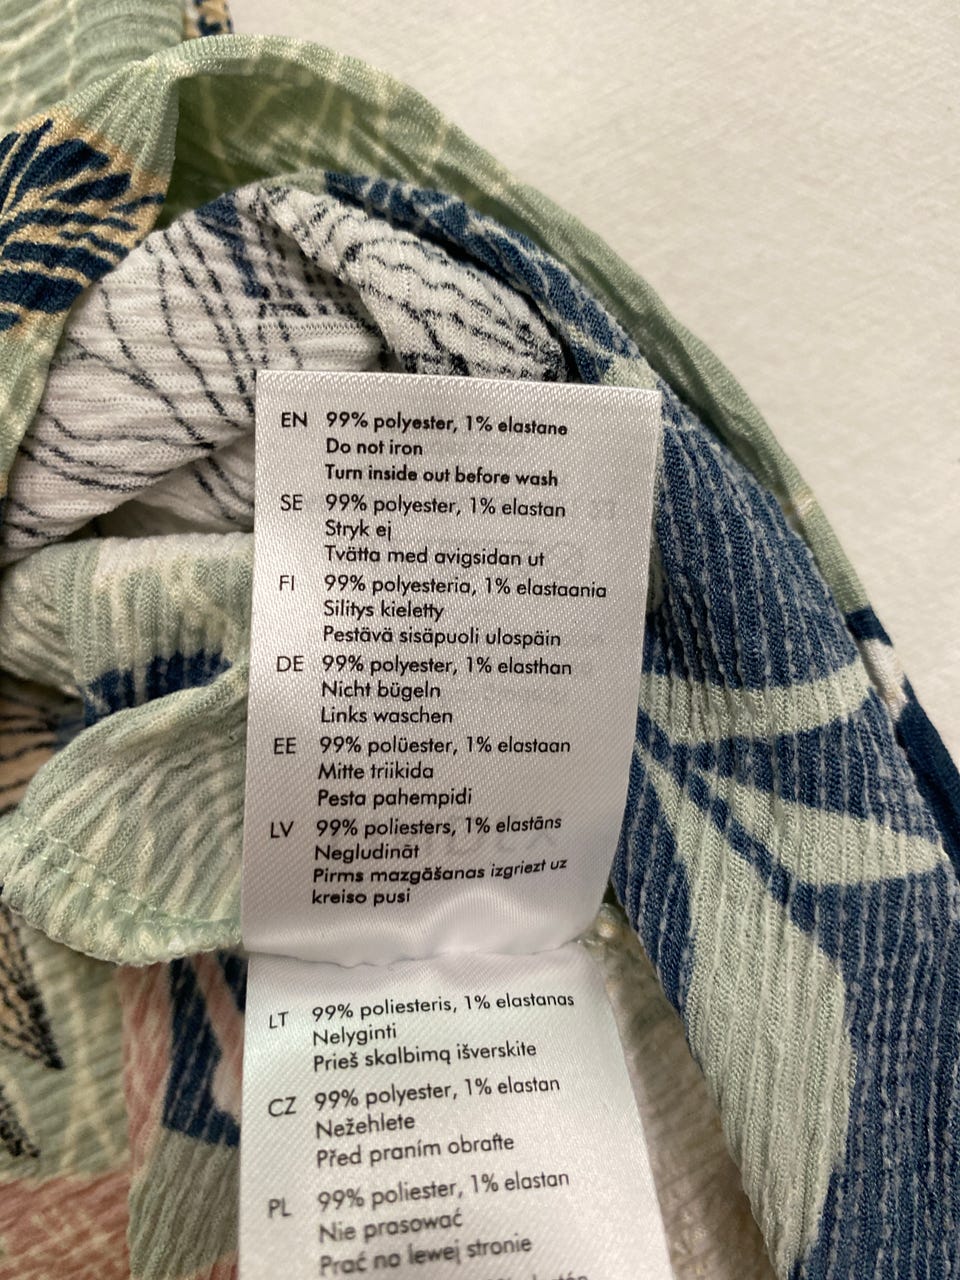 EN 99% polyester, 1% elastane
Do not iron
Turn inside out before wash
SE 99% polyester, 1% elastan
Stryk ej
Tvätta med avigsidan ut
FI 99% polyesteria, 1% elastaania
Silitys kieletty
Pestävä sisäpuoli ulospäin
DE 99% polyester, 1% elasthan
Nicht bügeln
Links waschen
EE 99% polüester, 1% elastaan
Mitte triikida
Pesta pahempidi
LV 99% poliesters, 1% elastāns
Negludināt
Pirms mazgāšanas izgriezt uz
kreiso pusi
LT 99% poliesteris, 1% elastanas
Nelyginti
Prieš skalbimą išverskite
CZ 99% polyester, 1% elastan
Nežehlete
Před praním obraťte
PL 99% poliester, 1% elastan
Nie prasować
Prać na lewej stronie